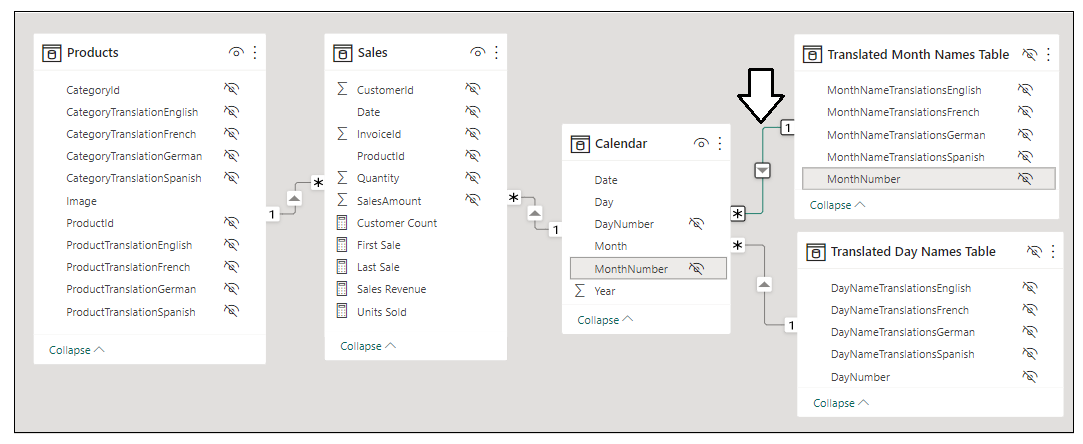 Products
CategoryId
CategoryTranslationEnglish
CategoryTranslationFrench
CategoryTranslationGerman
CategoryTranslationSpanish
Image
ProductId
ProductTranslationEnglish
ProductTranslationFrench
ProductTranslationGerman
ProductTranslationSpanish
Collapse
1
*
Sales
CustomerId
Date
InvoiceId
ProductId
Quantity
SalesAmount
Customer Count
First Sale
Last Sale
Sales Revenue
Units Sold
Collapse
*
1
Calendar
Date
Day
DayNumber
Month
MonthNumber
Year
Collapse
*
1
*
1
Translated Month Names Table
MonthNameTranslationsEnglish
MonthNameTranslationsFrench
MonthNameTranslationsGerman
MonthNameTranslationsSpanish
MonthNumber
Collapse
Translated Day Names Table
DayNameTranslationsEnglish
DayNameTranslationsFrench
DayNameTranslationsGerman
DayNameTranslationsSpanish
DayNumber
Collapse